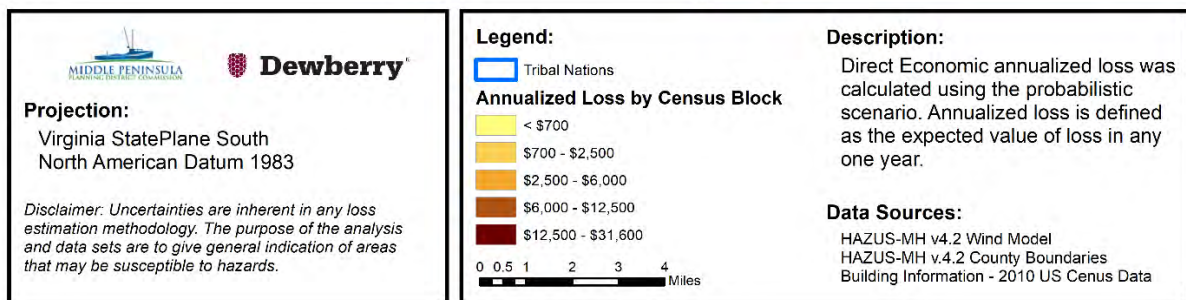 MIDDLE PENINSULA
PLANNING DISTRICT COMMISSION
Dewberry®
Projection:
Virginia StatePlane South
North American Datum 1983
Disclaimer: Uncertainties are inherent in any loss
estimation methodology. The purpose of the analysis
and data sets are to give general indication of areas
that may be susceptible to hazards.
Legend:
Tribal Nations
Annualized Loss by Census Block
< $700
$700 - $2,500
$2,500 - $6,000
$6,000 - $12,500
$12,500 - $31,600
0 0.5 1 2 3 4
Miles
Description:
Direct Economic annualized loss was
calculated using the probabilistic
scenario. Annualized loss is defined
as the expected value of loss in any
one year.
Data Sources:
HAZUS-MH v4.2 Wind Model
HAZUS-MH v.4.2 County Boundaries
Building Information - 2010 US Cenus Data